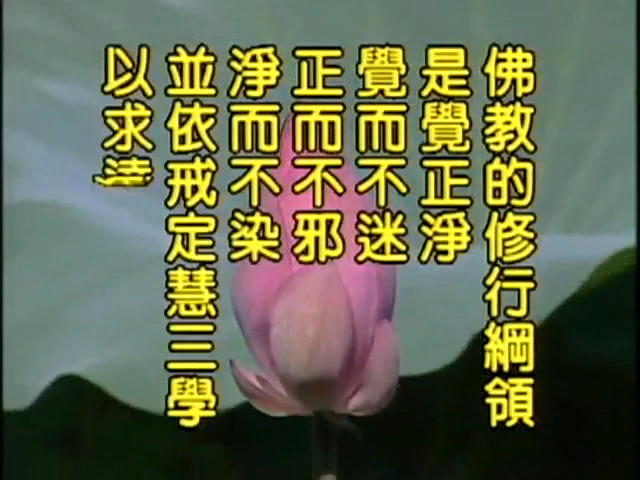 佛教的修行綱領
是覺正淨
覺而不迷
正而不邪
淨而不染
並依戒定慧三學
以求